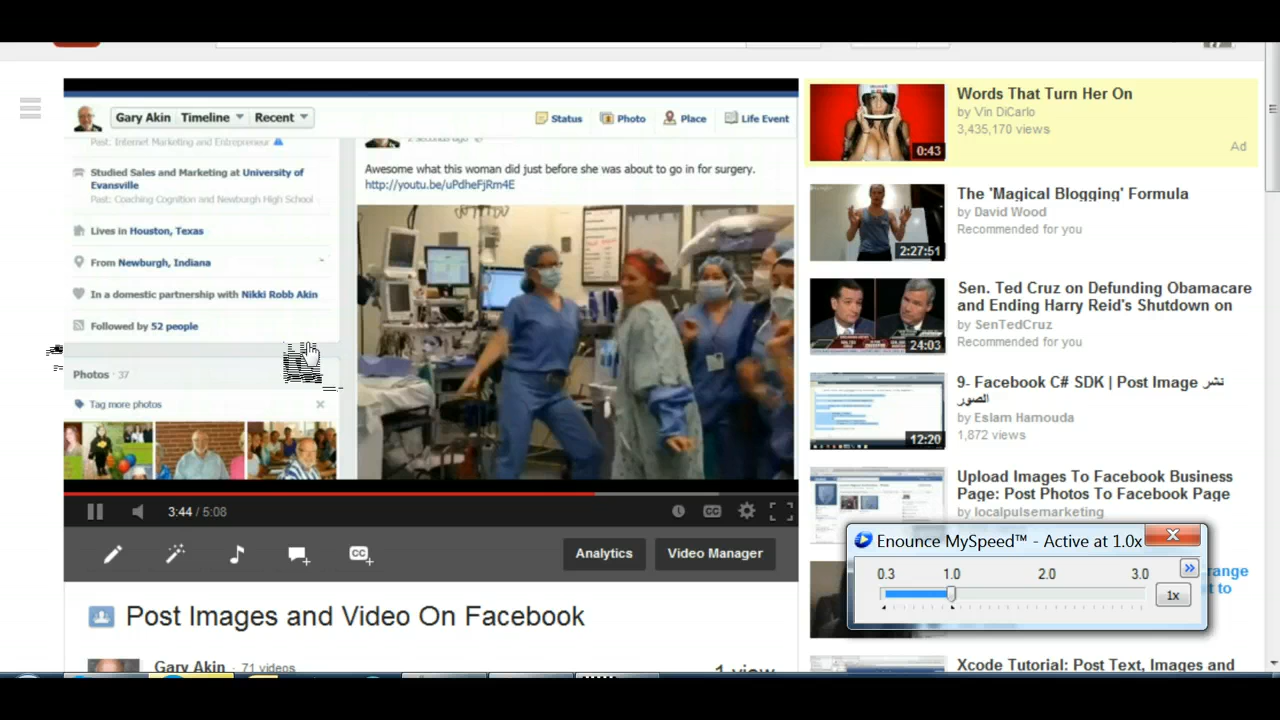 Gary Akin Timeline Recent
Status Photo Place Life Event
Past. Internet Marketing and Entrepreneur
Studied Sales and Marketing at University of
Evansville
Past: Coaching Cognition and Newburgh High School
Lives in Houston, Texas
From Newburgh, Indiana
In a domestic partnership with Nikki Robb Akin
Followed by 52 people
Photos · 37
Tag more photos
2 seconds ago
Awesome what this woman did just before she was about to go in for surgery.
http://youtu.be/uPdheFjRm4E
3:44 / 5:08
CC
CC
Analytics
Video Manager
Post Images and Video On Facebook
Gary Akin · 71 videos
1 view
0:43
Words That Turn Her On
by Vin DiCarlo
3,435,170 views
Ad
2:27:51
The 'Magical Blogging' Formula
by David Wood
Recommended for you
24:03
Sen. Ted Cruz on Defunding Obamacare
and Ending Harry Reid's Shutdown on
by SenTedCruz
Recommended for you
12:20
9- Facebook C# SDK | Post Image نشر
الصور
by Eslam Hamouda
1,872 views
Upload Images To Facebook Business
Page: Post Photos To Facebook Page
by localpulsemarketing
Enounce MySpeed™ - Active at 1.0x
0.3 1.0 2.0 3.0
1x
Xcode Tutorial: Post Text, Images and